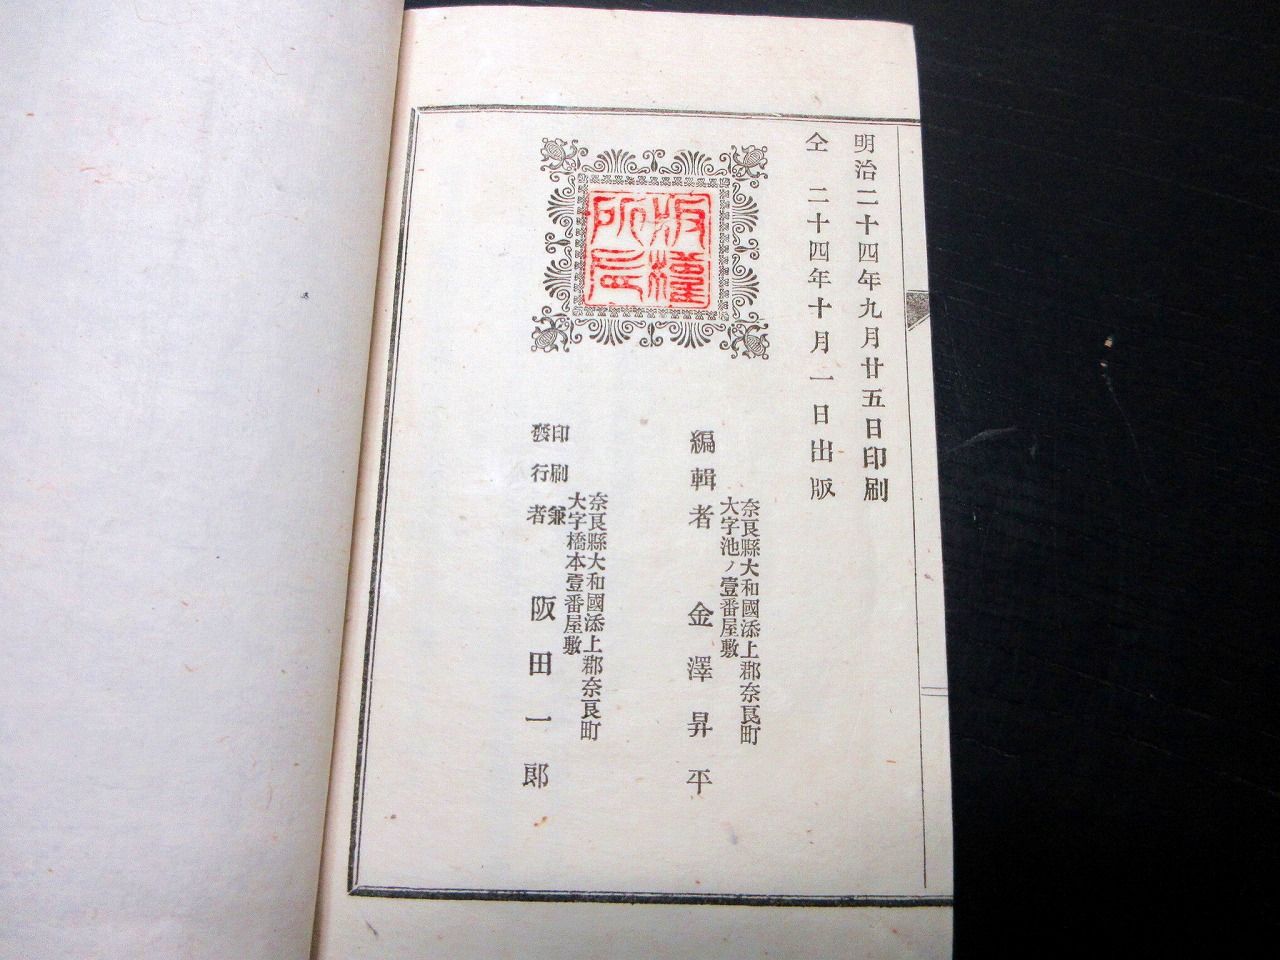 明治二十四年九月廿五日印刷
仝 二十四年十月一日出版
版權
所有
奈良縣大和國添上郡奈良町
大字池ノ壹番屋敷
編輯者 金澤昇平
奈良縣大和國添上郡奈良町
大字橋本壹番屋敷
印刷兼
發行者 阪田一郎